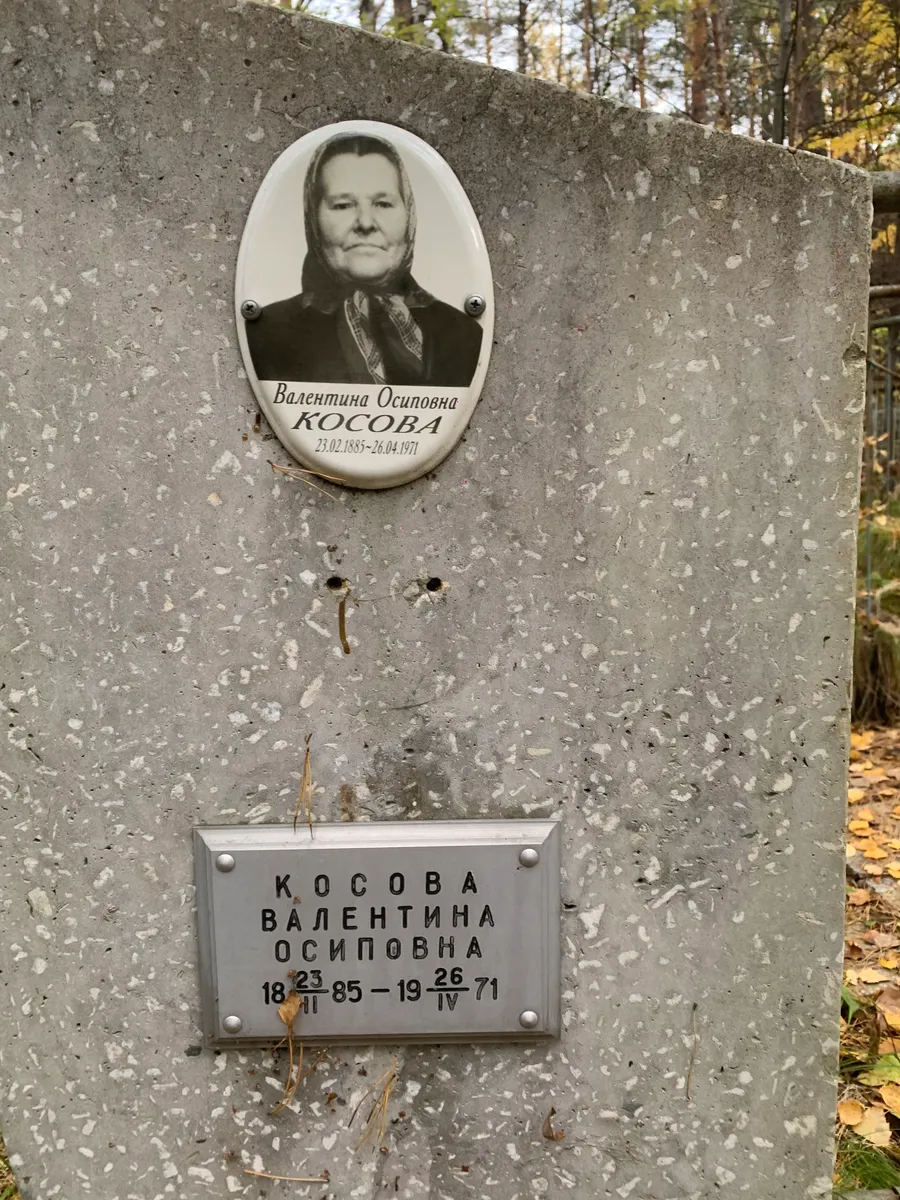 Валентина Осиповна
КОСОВА
23.02.1885~26.04.1971
КОСОВА
ВАЛЕНТИНА
ОСИПОВНА
18 23/II 85 – 19 26/IV 71